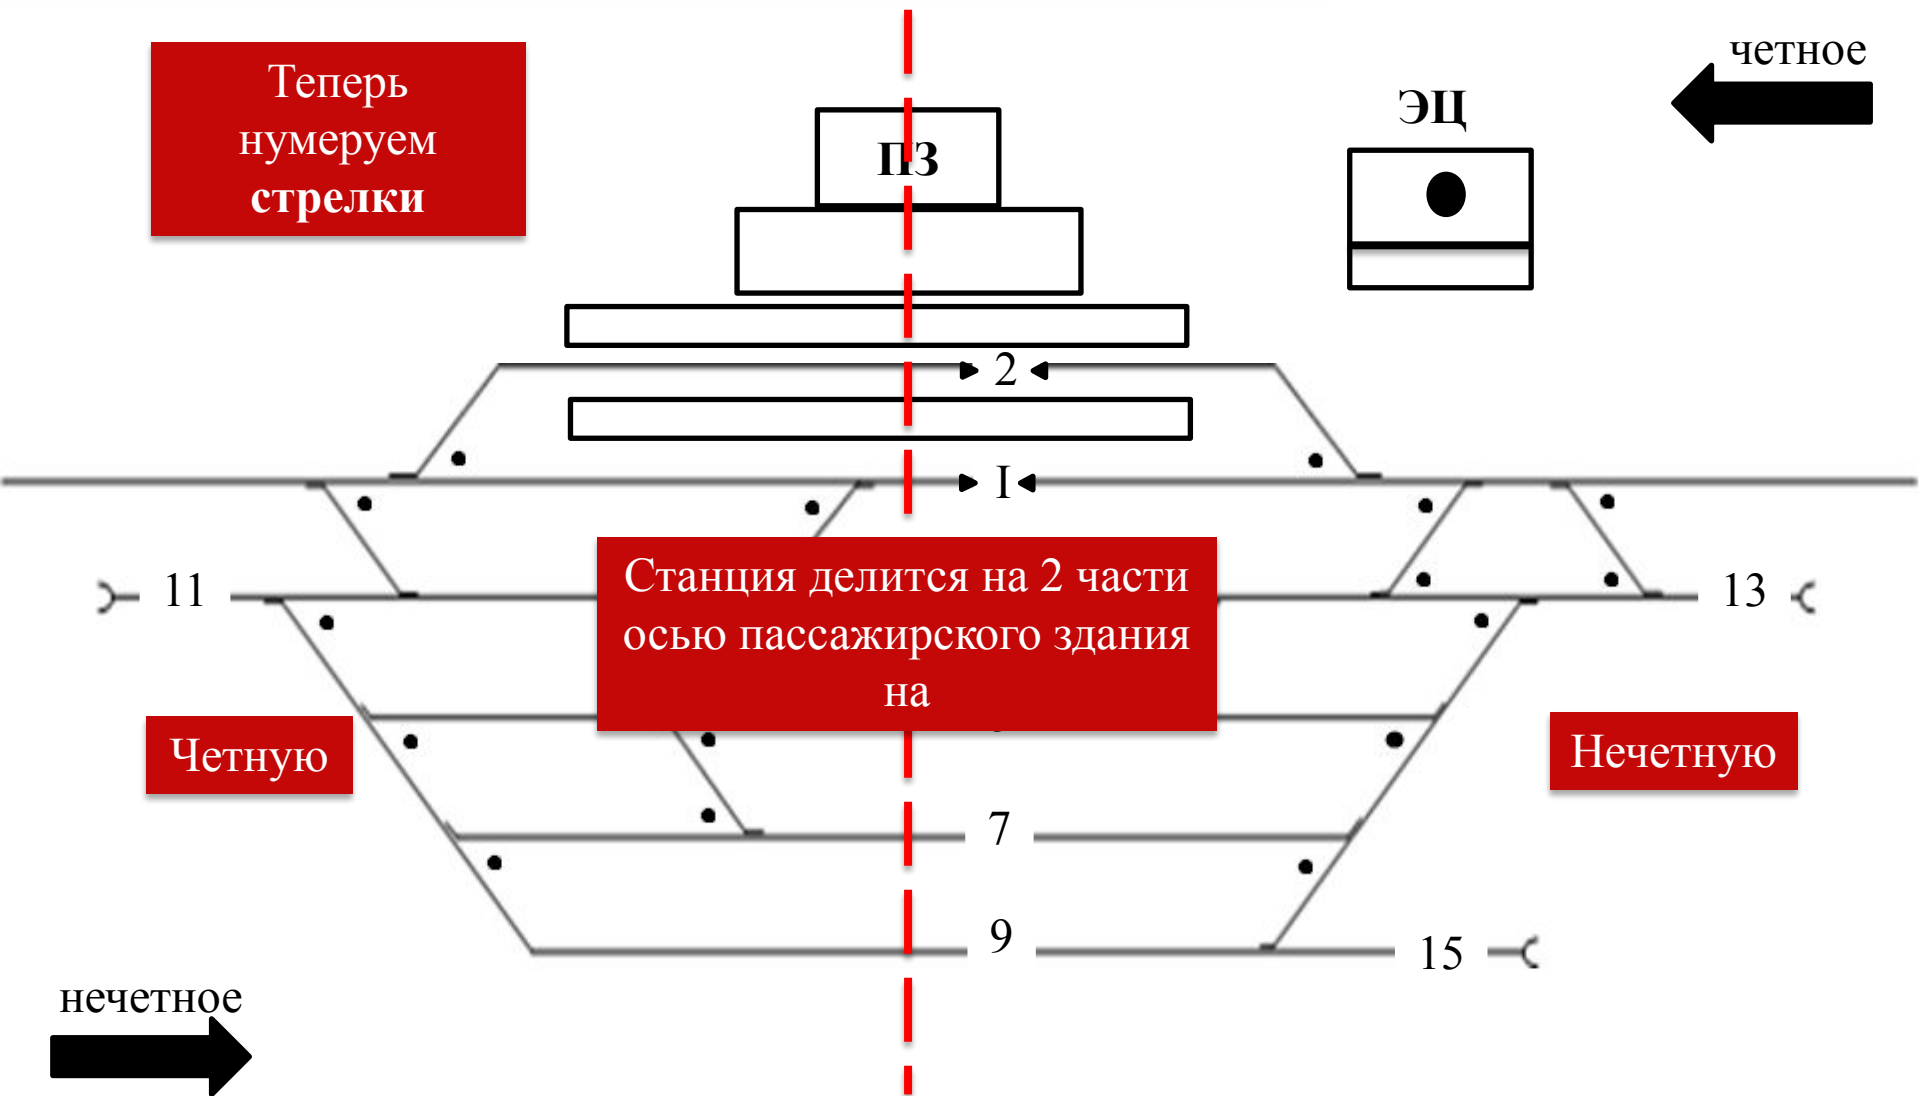 Теперь
нумеруем
стрелки
четное
ЭЦ
ПЗ
2
I
11
13
Станция делится на 2 части
осью пассажирского здания
на
Четную
Нечетную
7
9
15
нечетное